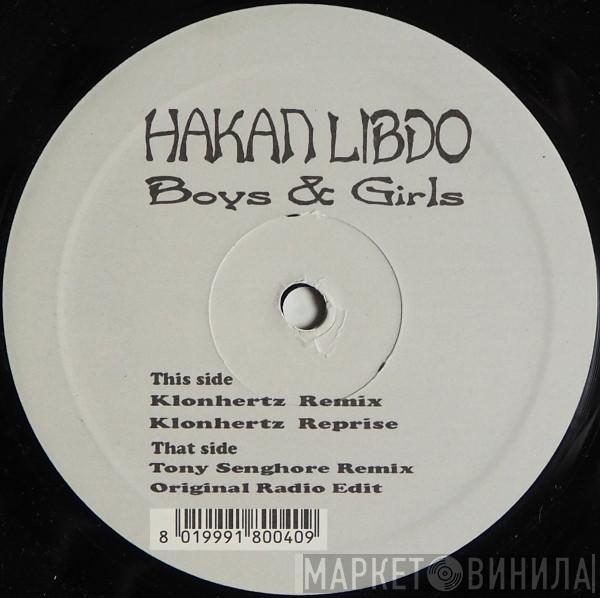 HAKAN LIBDO
Boys & Girls
This side
Klonhertz Remix
Klonhertz Reprise
That side
Tony Senghore Remix
Original Radio Edit
8 019991 800409
МАРКЕТ ВИНИЛА